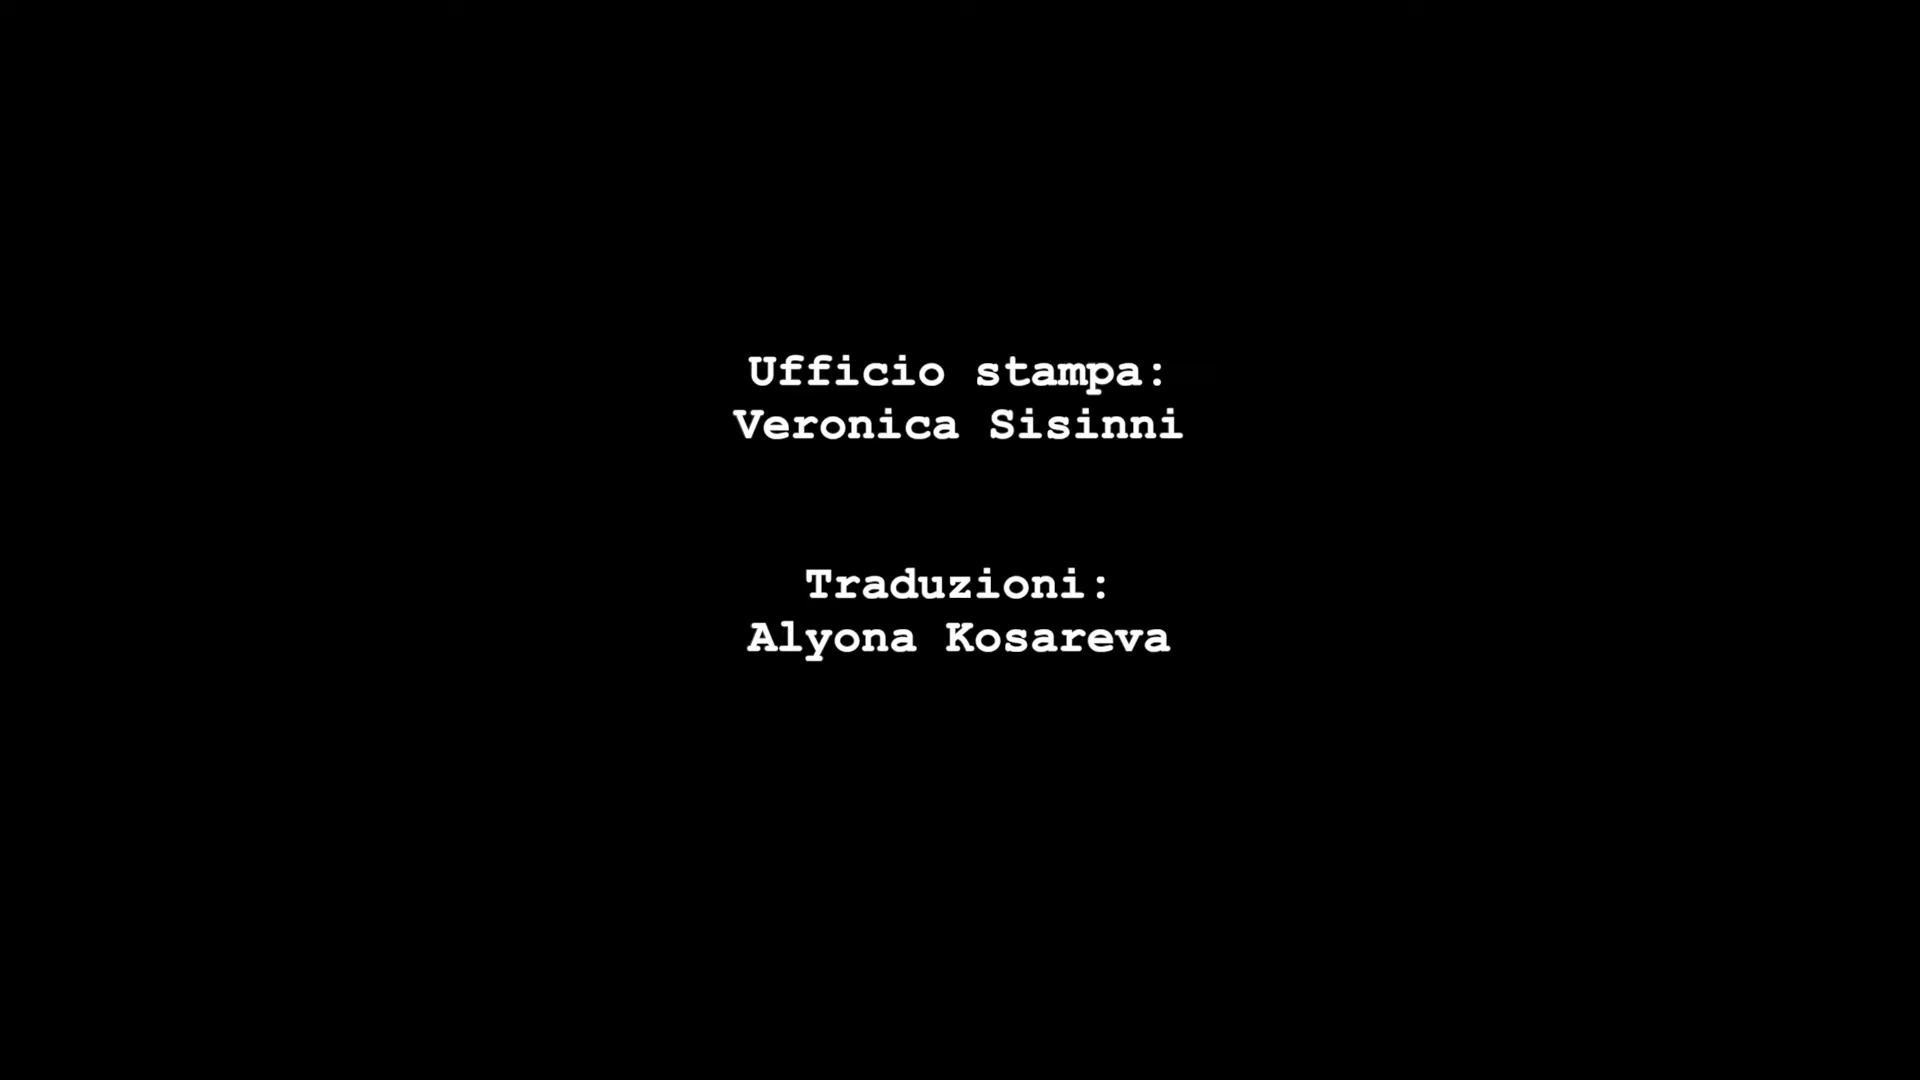 Ufficio stampa:
Veronica Sisinni
Traduzioni:
Alyona Kosareva